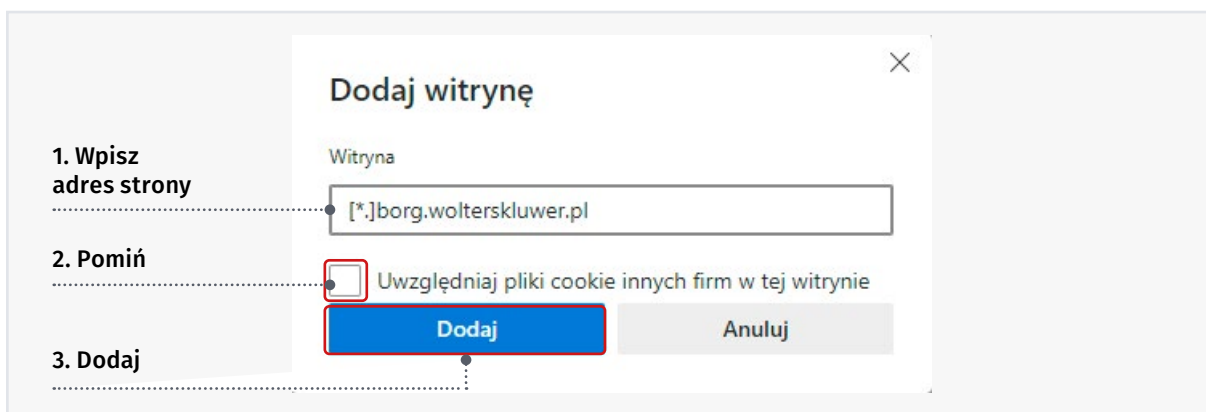 Dodaj witrynę
1. Wpisz
adres strony
Witryna
[*.]borg.wolterskluwer.pl
2. Pomiń
Uwzględniaj pliki cookie innych firm w tej witrynie
Dodaj
Anuluj
3. Dodaj